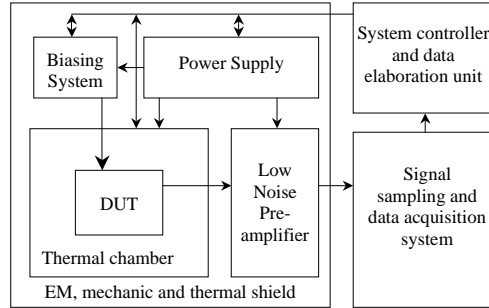 Biasing
System
Power Supply
System controller
and data
elaboration unit
DUT
Thermal chamber
Low
Noise
Pre-
amplifier
Signal
sampling and
data acquisition
system
EM, mechanic and thermal shield